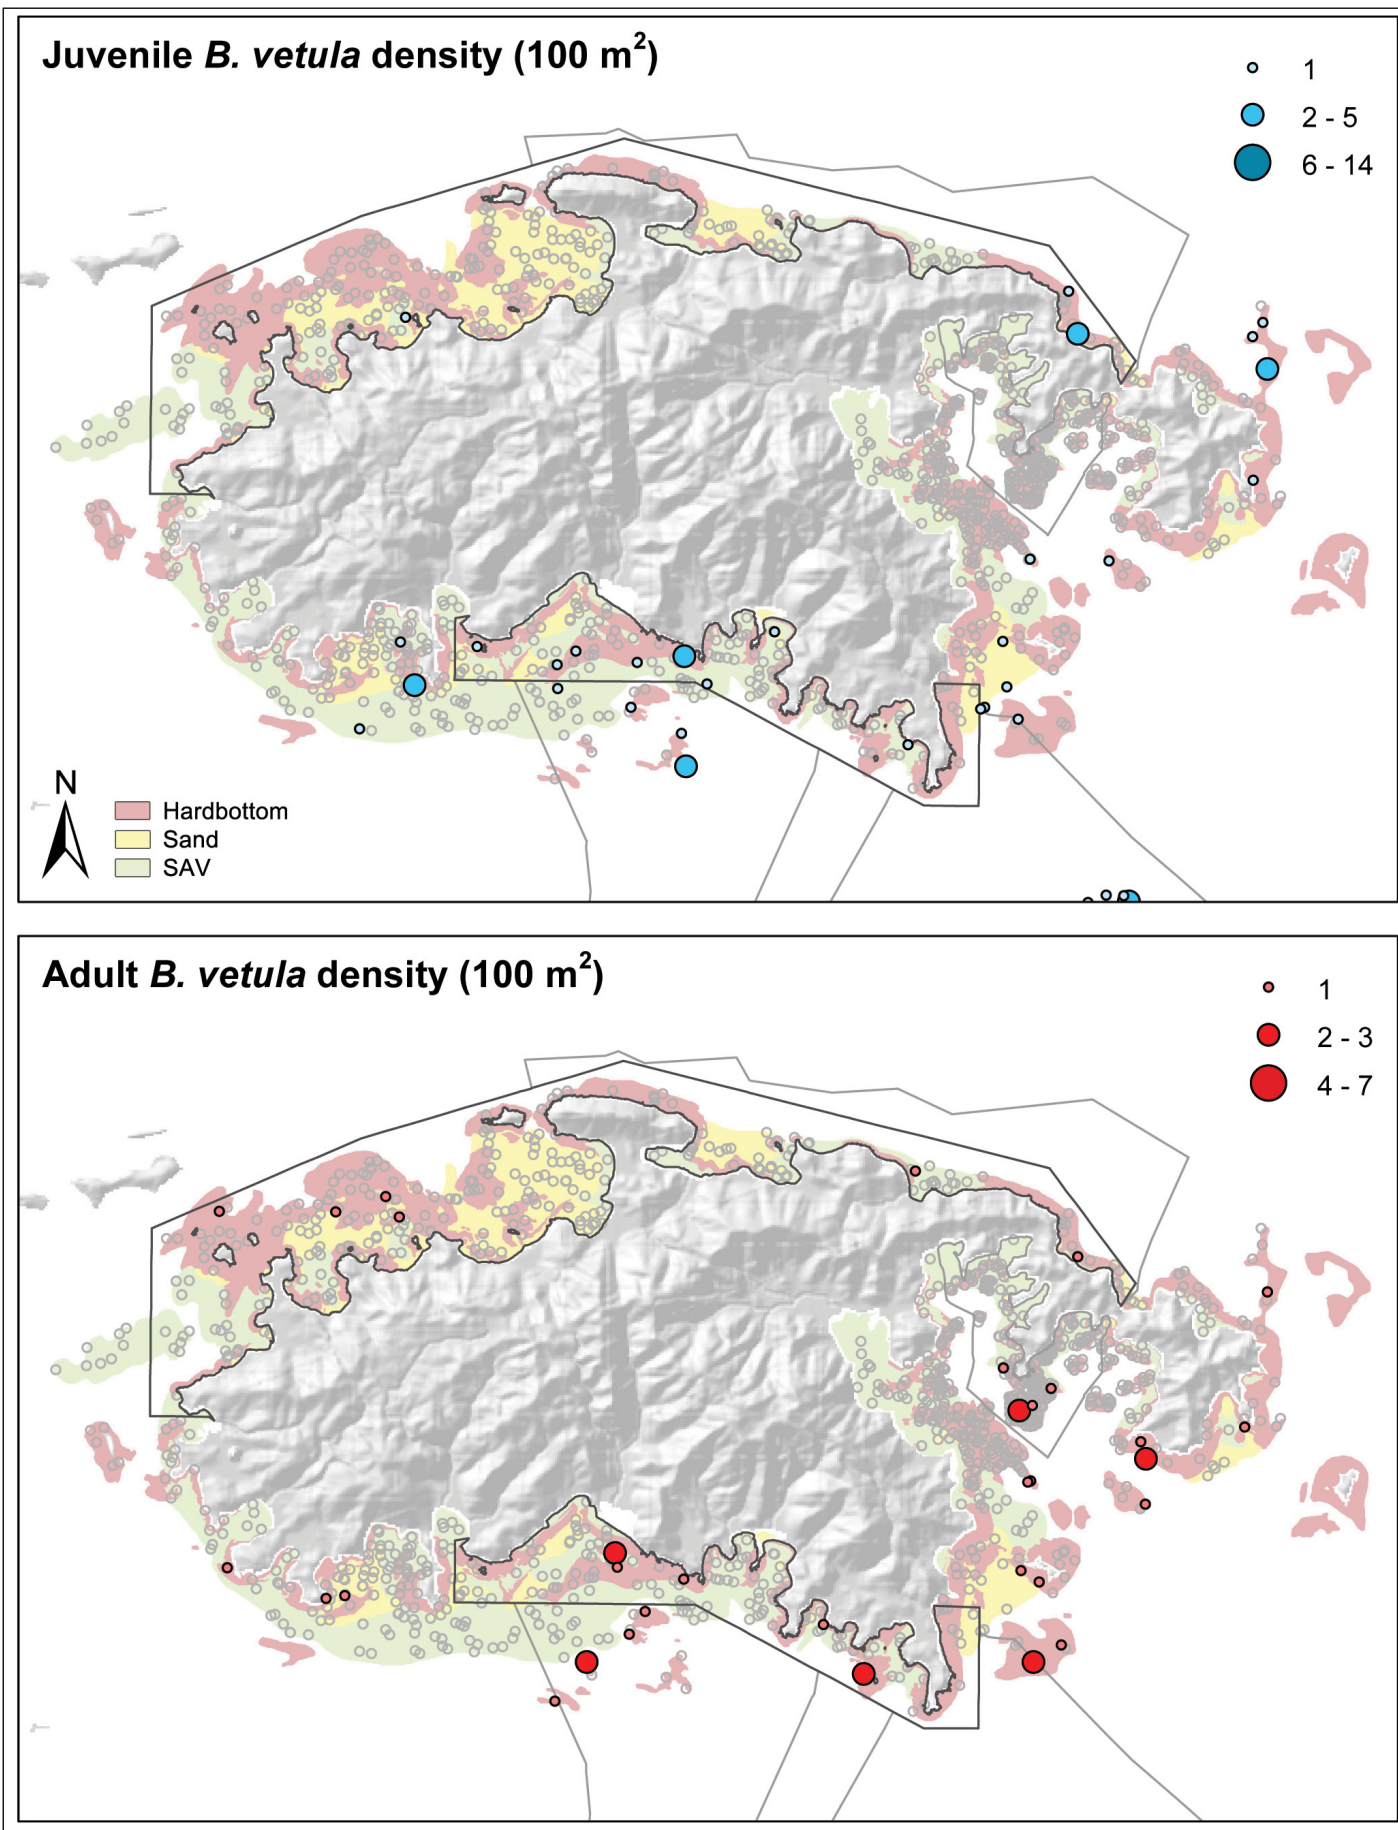 Juvenile B. vetula density (100 m²)
1
2 - 5
6 - 14
N
Hardbottom
Sand
SAV
Adult B. vetula density (100 m²)
1
2 - 3
4 - 7